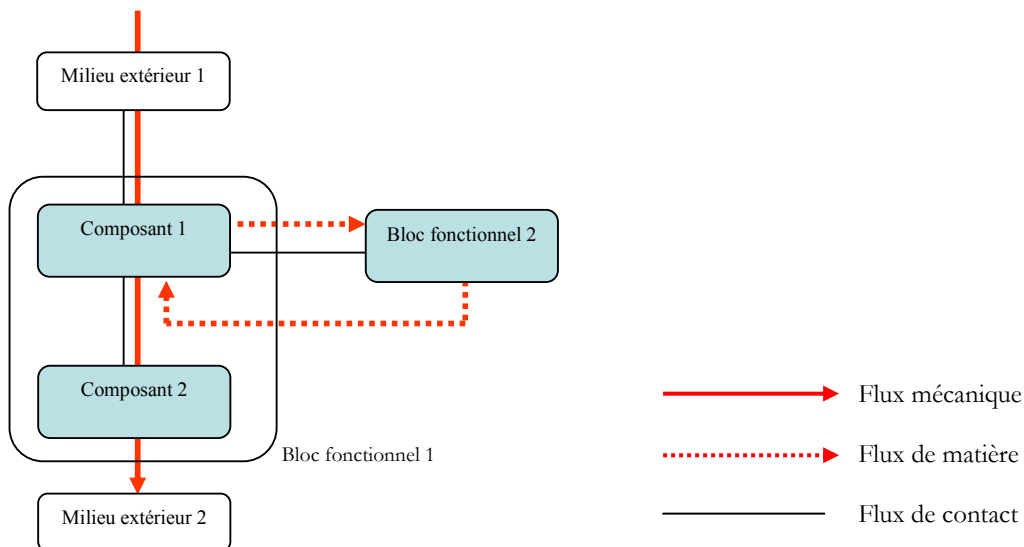 Milieu extérieur 1
Composant 1
Bloc fonctionnel 2
Composant 2
Bloc fonctionnel 1
Milieu extérieur 2
Flux mécanique
Flux de matière
Flux de contact